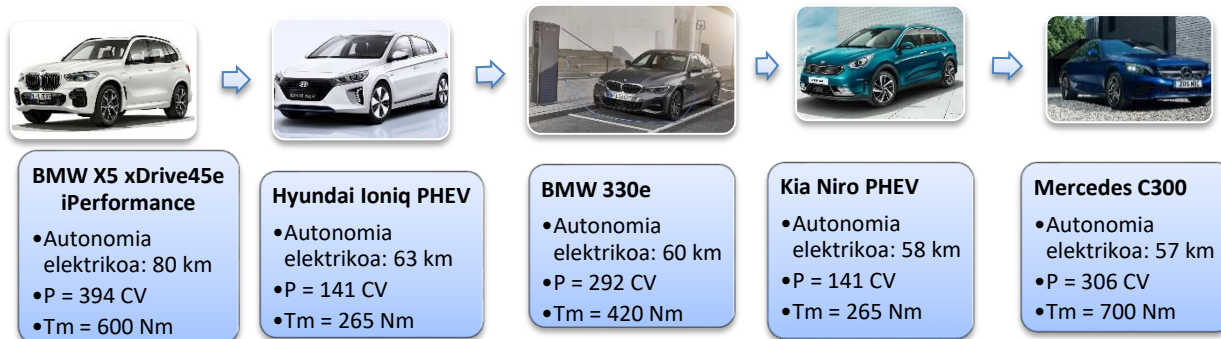 BMW X5 xDrive45e
iPerformance
•Autonomia
elektrikoa: 80 km
•P = 394 CV
•Tm = 600 Nm
Hyundai Ioniq PHEV
•Autonomia
elektrikoa: 63 km
•P = 141 CV
•Tm = 265 Nm
BMW 330e
•Autonomia
elektrikoa: 60 km
•P = 292 CV
•Tm = 420 Nm
Kia Niro PHEV
•Autonomia
elektrikoa: 58 km
•P = 141 CV
•Tm = 265 Nm
Mercedes C300
•Autonomia
elektrikoa: 57 km
•P = 306 CV
•Tm = 700 Nm